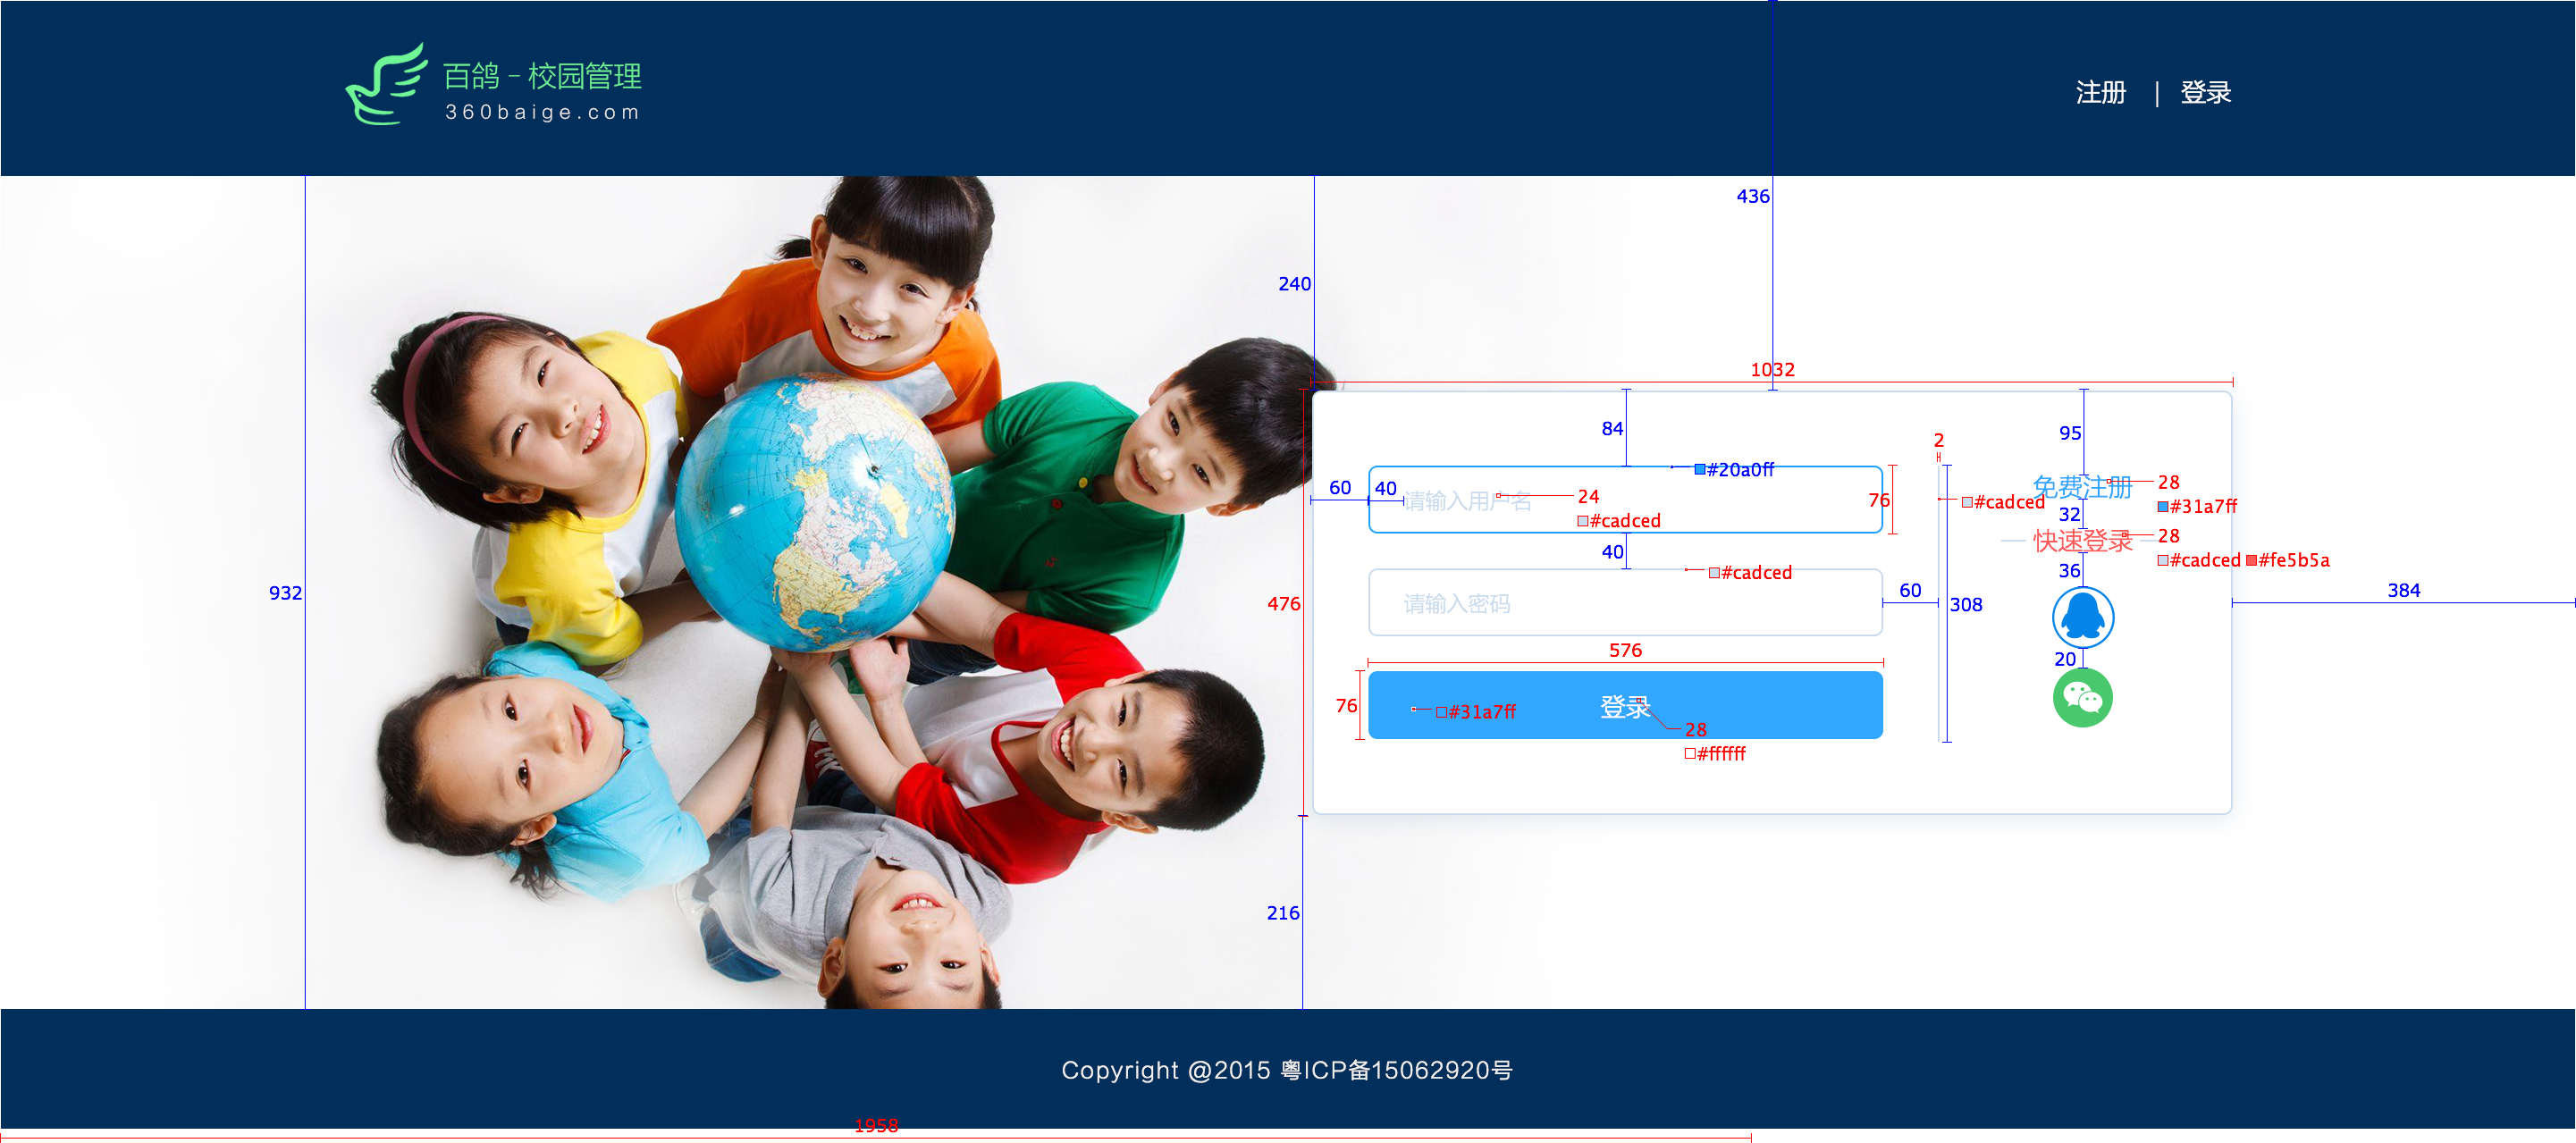 百鸽-校园管理
360baige.com
注册 | 登录
436
240
1032
84
95
2
#20a0ff
60
40
请输入用户名
24
#cadced
76
#cadced
免费注册
28
#31a7ff
32
40
快速登录
28
#cadced
#fe5b5a
#cadced
36
932
476
请输入密码
60
308
384
576
20
76
#31a7ff
登录
28
#ffffff
216
Copyright @2015 粤ICP备15062920号
1958